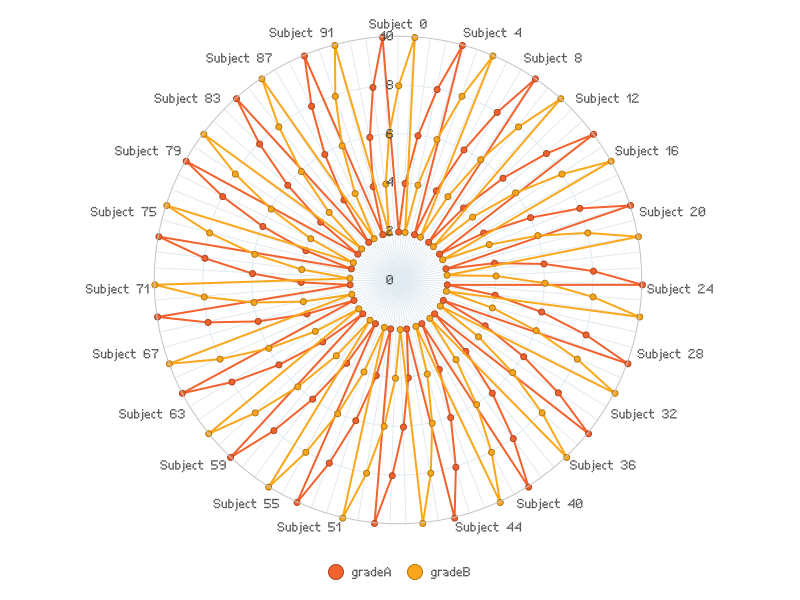 Subject 0
Subject 91
Subject 4
Subject 87
Subject 8
Subject 83
Subject 12
Subject 79
Subject 16
Subject 75
Subject 20
Subject 71
Subject 24
Subject 67
Subject 28
Subject 63
Subject 32
Subject 59
Subject 36
Subject 55
Subject 40
Subject 51
Subject 44
10
8
6
4
2
0
gradeA
gradeB